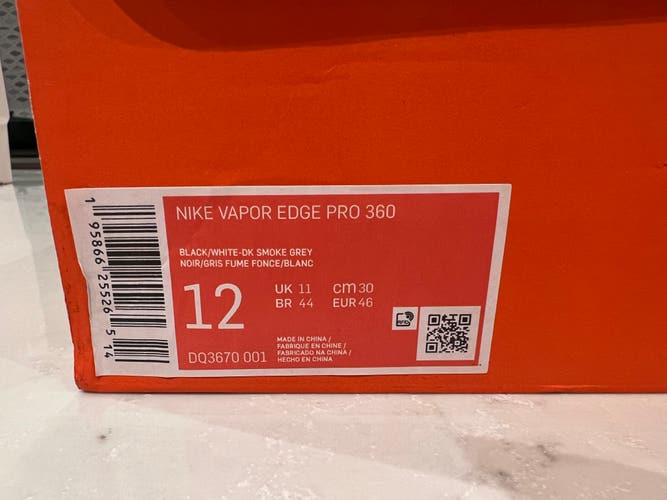 NIKE VAPOR EDGE PRO 360
BLACK/WHITE-DK SMOKE GREY
NOIR/GRIS FUME FONCE/BLANC
12
UK 11 cm 30
BR 44 EUR 46
DQ3670 001
MADE IN CHINA /
FABRIQUE EN CHINE /
FABRICADO NA CHINA /
HECHO EN CHINA
RFID
1 95866 25526 5 14